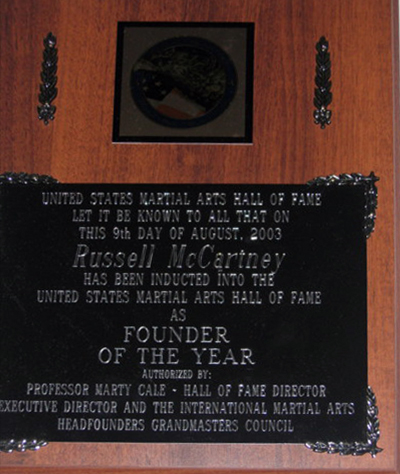 UNITED STATES MARTIAL ARTS HALL OF FAME
LET IT BE KNOWN TO ALL THAT ON
THIS 9th DAY OF AUGUST, 2003
Russell McCartney
HAS BEEN INDUCTED INTO THE
UNITED STATES MARTIAL ARTS HALL OF FAME
AS
FOUNDER
OF THE YEAR
AUTHORIZED BY:
PROFESSOR MARTY CALE - HALL OF FAME DIRECTOR
EXECUTIVE DIRECTOR AND THE INTERNATIONAL MARTIAL ARTS
HEADFOUNDERS GRANDMASTERS COUNCIL